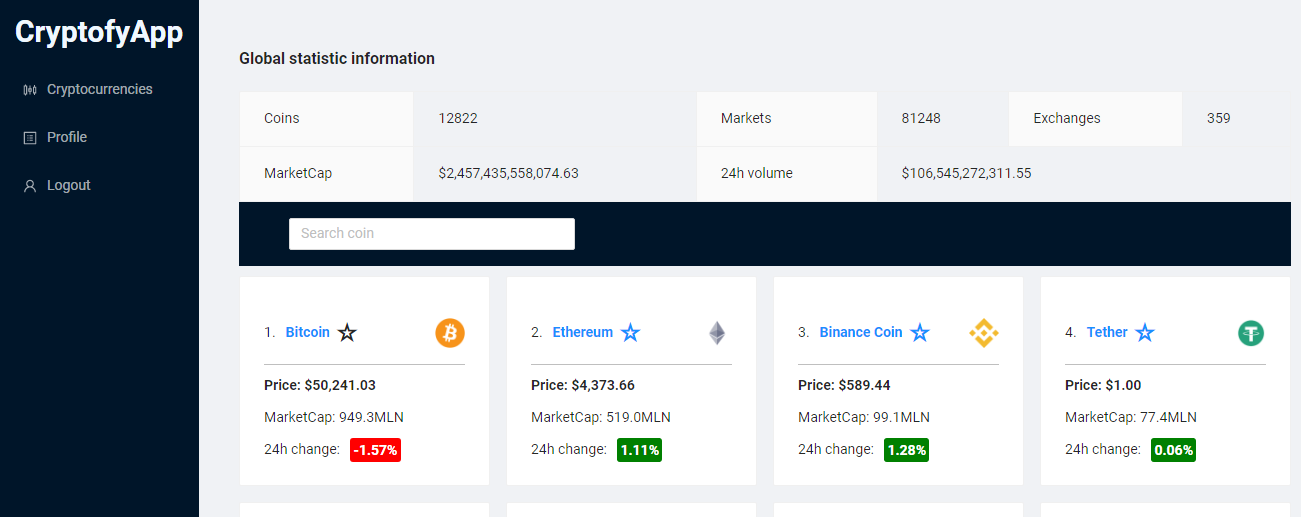 CryptofyApp
Cryptocurrencies
Profile
Logout
Global statistic information
Coins 12822 Markets 81248 Exchanges 359
MarketCap $2,457,435,558,074.63 24h volume $106,545,272,311.55
Search coin
1. Bitcoin
Price: $50,241.03
MarketCap: 949.3MLN
24h change: -1.57%
2. Ethereum
Price: $4,373.66
MarketCap: 519.0MLN
24h change: 1.11%
3. Binance Coin
Price: $589.44
MarketCap: 99.1MLN
24h change: 1.28%
4. Tether
Price: $1.00
MarketCap: 77.4MLN
24h change: 0.06%